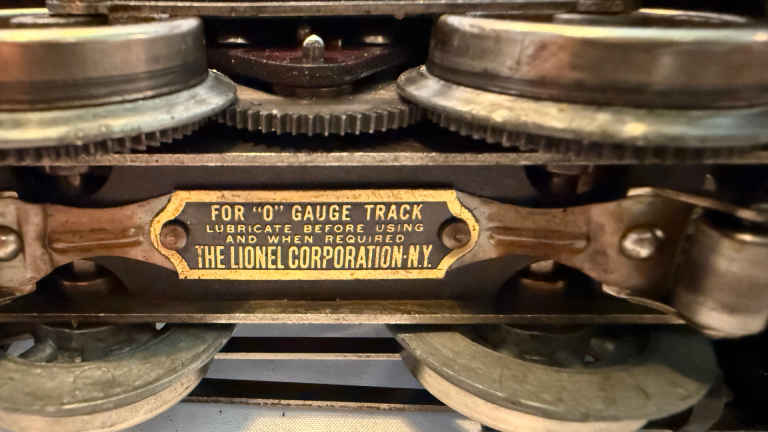 FOR "O" GAUGE TRACK
LUBRICATE BEFORE USING
AND WHEN REQUIRED
THE LIONEL CORPORATION·N.Y.